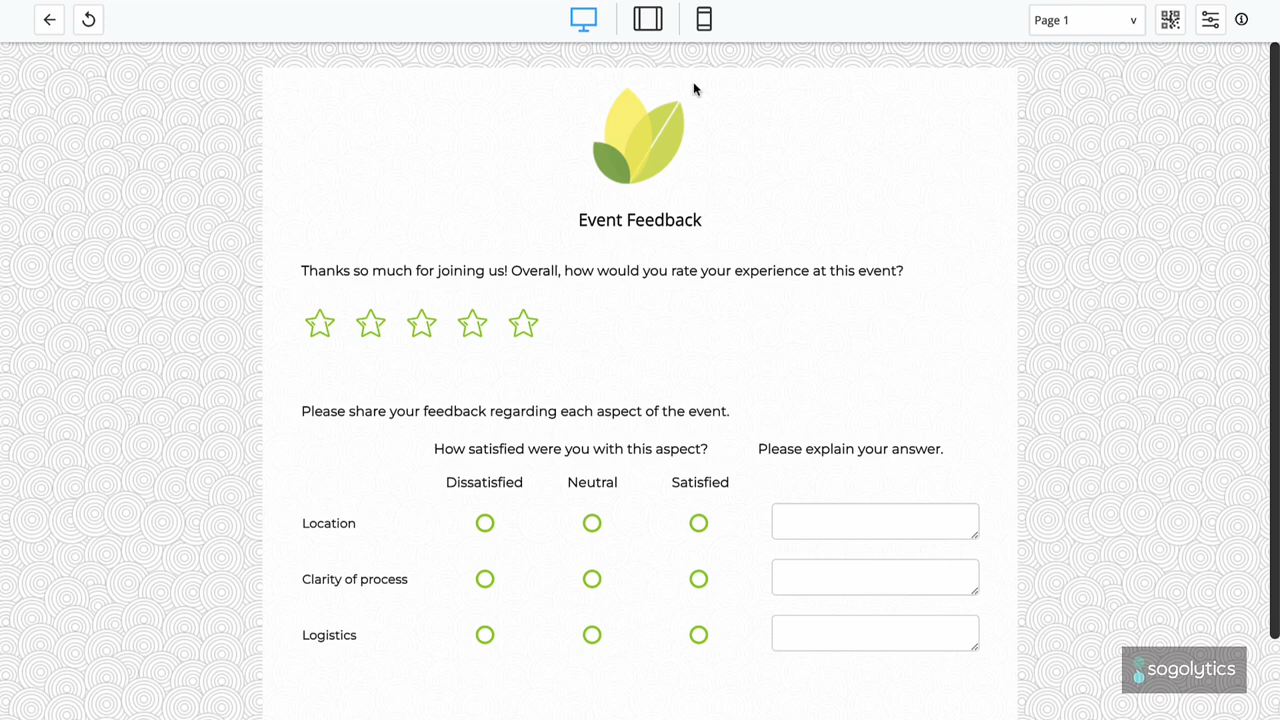 Page 1 v
Event Feedback
Thanks so much for joining us! Overall, how would you rate your experience at this event?
Please share your feedback regarding each aspect of the event.
How satisfied were you with this aspect? Please explain your answer.
Dissatisfied Neutral Satisfied
Location
Clarity of process
Logistics
sogolytics